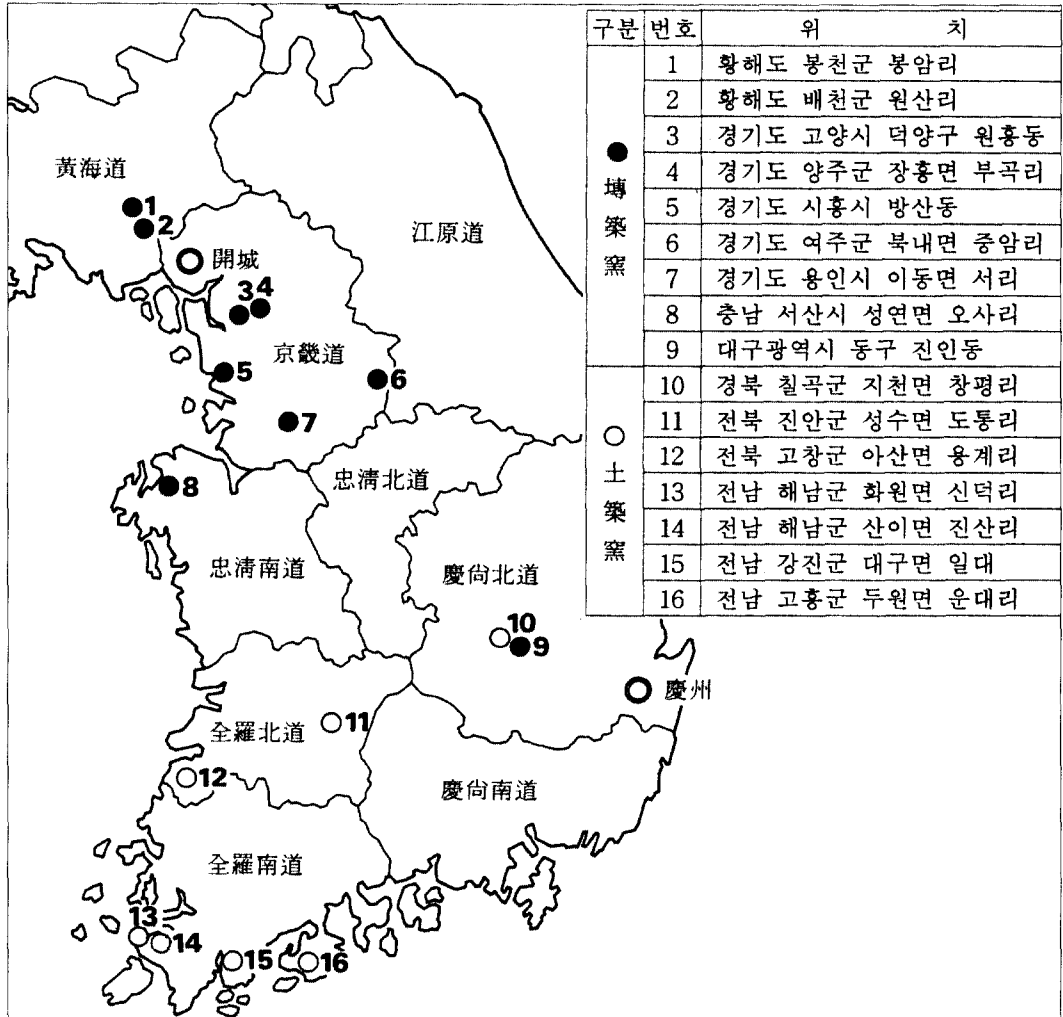 구분 번호 위 치
● 塼築窯
1 황해도 봉천군 봉암리
2 황해도 배천군 원산리
3 경기도 고양시 덕양구 원흥동
4 경기도 양주군 장흥면 부곡리
5 경기도 시흥시 방산동
6 경기도 여주군 북내면 중암리
7 경기도 용인시 이동면 서리
8 충남 서산시 성연면 오사리
9 대구광역시 동구 진인동
○ 土築窯
10 경북 칠곡군 지천면 창평리
11 전북 진안군 성수면 도통리
12 전북 고창군 아산면 용계리
13 전남 해남군 화원면 신덕리
14 전남 해남군 산이면 진산리
15 전남 강진군 대구면 일대
16 전남 고흥군 두원면 운대리
黃海道
1
2
開城
江原道
3 4
京畿道
5
6
7
8
忠淸北道
忠淸南道
慶尙北道
10
9
慶州
11
全羅北道
12
慶尙南道
全羅南道
13
14
15
16